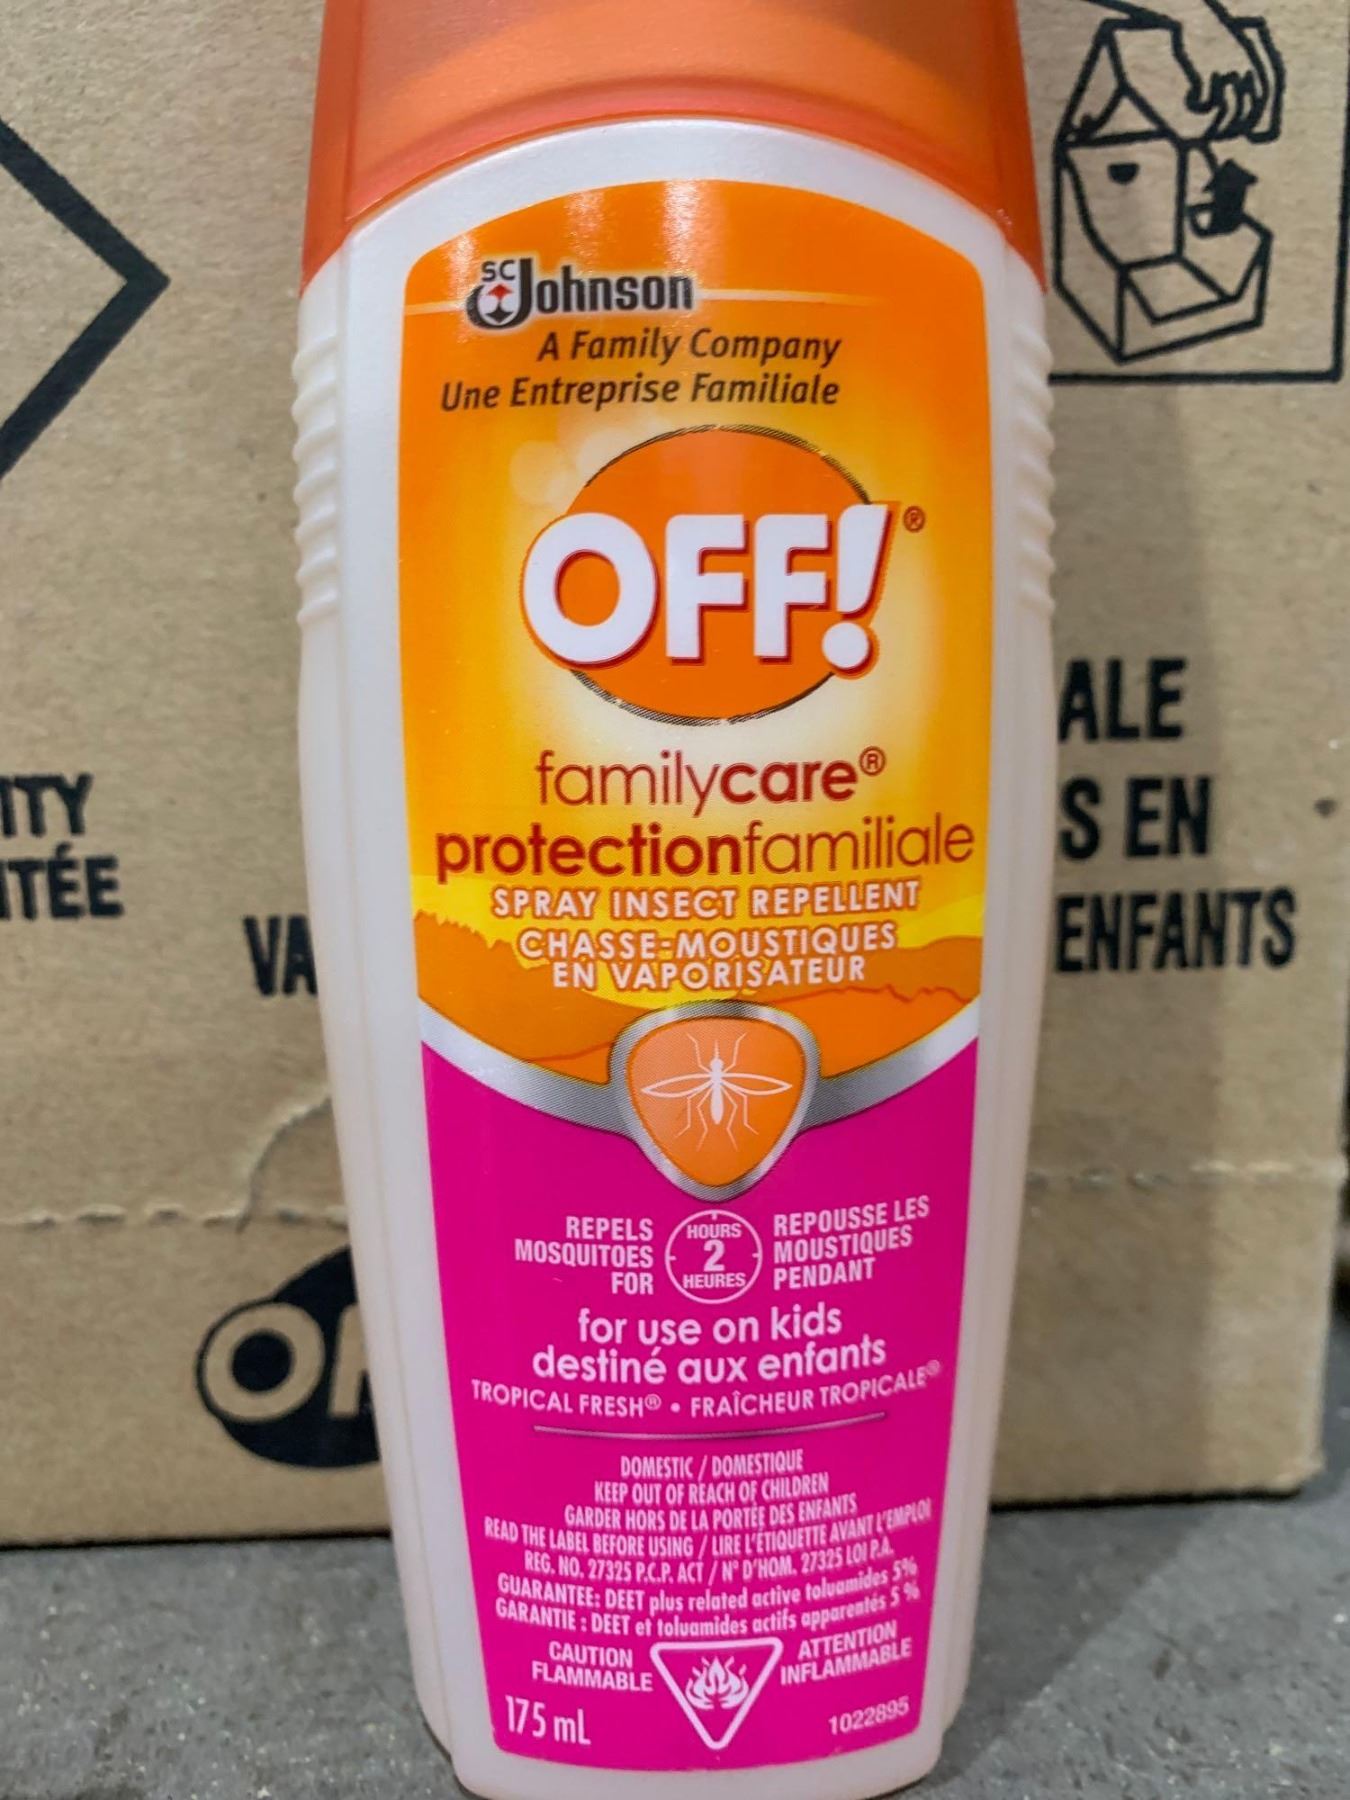 SC Johnson
A Family Company
Une Entreprise Familiale
OFF!®
familycare®
protectionfamiliale
SPRAY INSECT REPELLENT
CHASSE-MOUSTIQUES
EN VAPORISATEUR
REPELS
MOSQUITOES
FOR
HOURS
2
HEURES
REPOUSSE LES
MOUSTIQUES
PENDANT
for use on kids
destiné aux enfants
TROPICAL FRESH® • FRAÎCHEUR TROPICALE®
DOMESTIC / DOMESTIQUE
KEEP OUT OF REACH OF CHILDREN
GARDER HORS DE LA PORTÉE DES ENFANTS
READ THE LABEL BEFORE USING / LIRE L'ÉTIQUETTE AVANT L'EMPLOI
REG. NO. 27325 P.C.P. ACT / N° D'HOM. 27325 LOI P.A.
GUARANTEE: DEET plus related active toluamides 5%
GARANTIE : DEET et toluamides actifs apparentés 5 %
CAUTION
FLAMMABLE
ATTENTION
INFLAMMABLE
175 mL
1022895
ITY
ITÉE
VA
ALE
S EN
ENFANTS